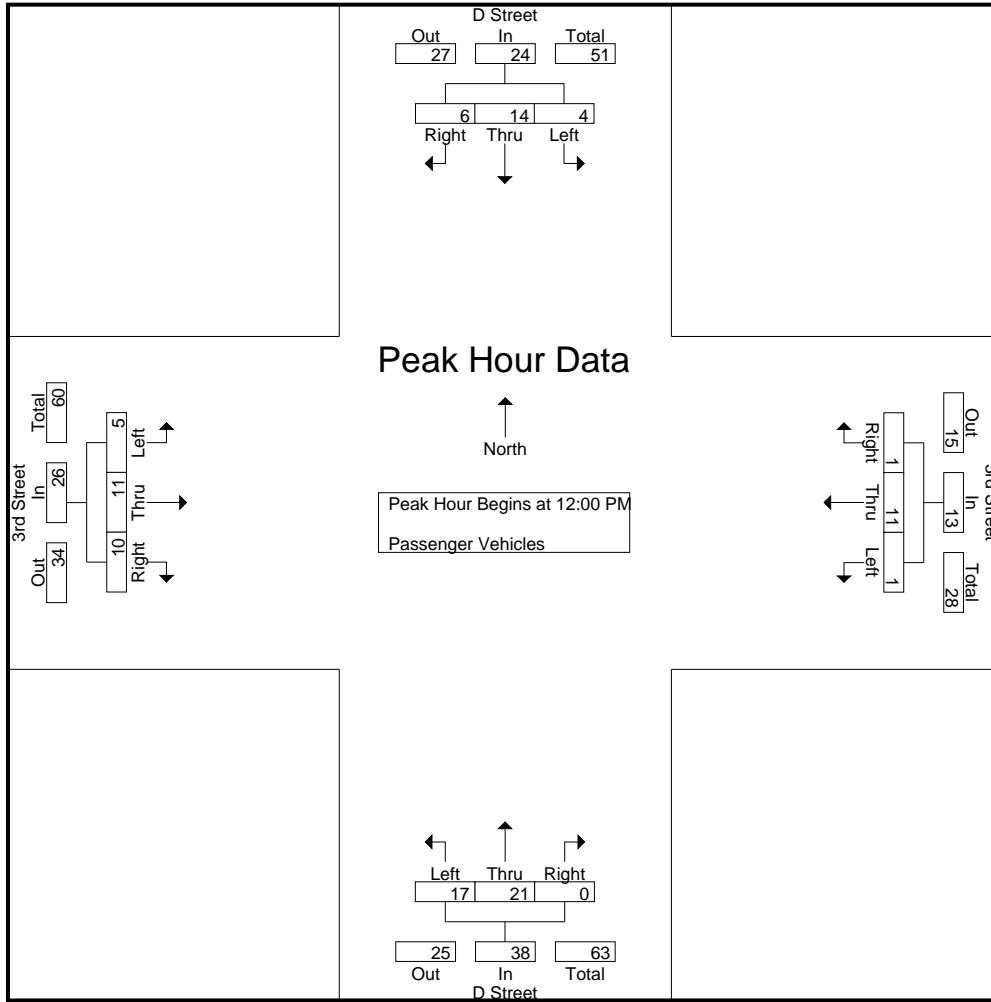 D Street
Out In Total
27 24 51
6 14 4
Right Thru Left
Peak Hour Data
North
Peak Hour Begins at 12:00 PM
Passenger Vehicles
3rd Street
Total In Out
60 26 34
5 11 10
Left Thru Right
Right Thru Left
1 11 1
Out In Total
15 13 28
3rd Street
Left Thru Right
17 21 0
25 38 63
Out In Total
D Street